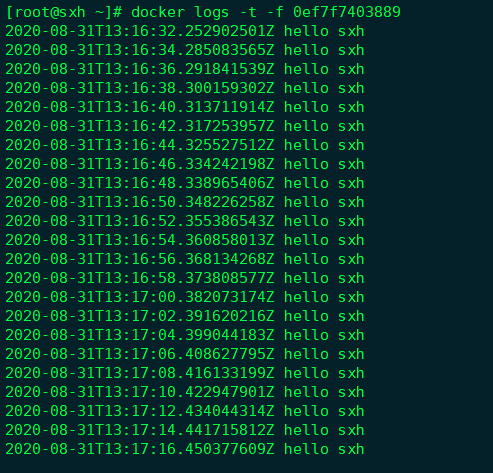 [root@sxh ~]# docker logs -t -f 0ef7f7403889
2020-08-31T13:16:32.252902501Z hello sxh
2020-08-31T13:16:34.285083565Z hello sxh
2020-08-31T13:16:36.291841539Z hello sxh
2020-08-31T13:16:38.300159302Z hello sxh
2020-08-31T13:16:40.313711914Z hello sxh
2020-08-31T13:16:42.317253957Z hello sxh
2020-08-31T13:16:44.325527512Z hello sxh
2020-08-31T13:16:46.334242198Z hello sxh
2020-08-31T13:16:48.338965406Z hello sxh
2020-08-31T13:16:50.348226258Z hello sxh
2020-08-31T13:16:52.355386543Z hello sxh
2020-08-31T13:16:54.360858013Z hello sxh
2020-08-31T13:16:56.368134268Z hello sxh
2020-08-31T13:16:58.373808577Z hello sxh
2020-08-31T13:17:00.382073174Z hello sxh
2020-08-31T13:17:02.391620216Z hello sxh
2020-08-31T13:17:04.399044183Z hello sxh
2020-08-31T13:17:06.408627795Z hello sxh
2020-08-31T13:17:08.416133199Z hello sxh
2020-08-31T13:17:10.422947901Z hello sxh
2020-08-31T13:17:12.434044314Z hello sxh
2020-08-31T13:17:14.441715812Z hello sxh
2020-08-31T13:17:16.450377609Z hello sxh